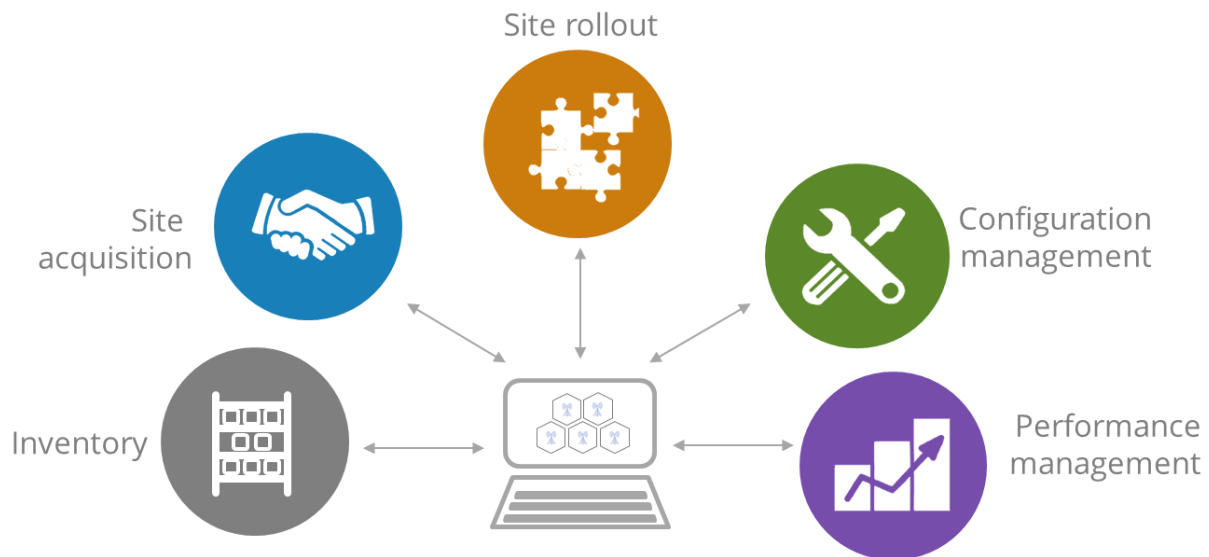 Site rollout
Site
acquisition
Configuration
management
Inventory
Performance
management